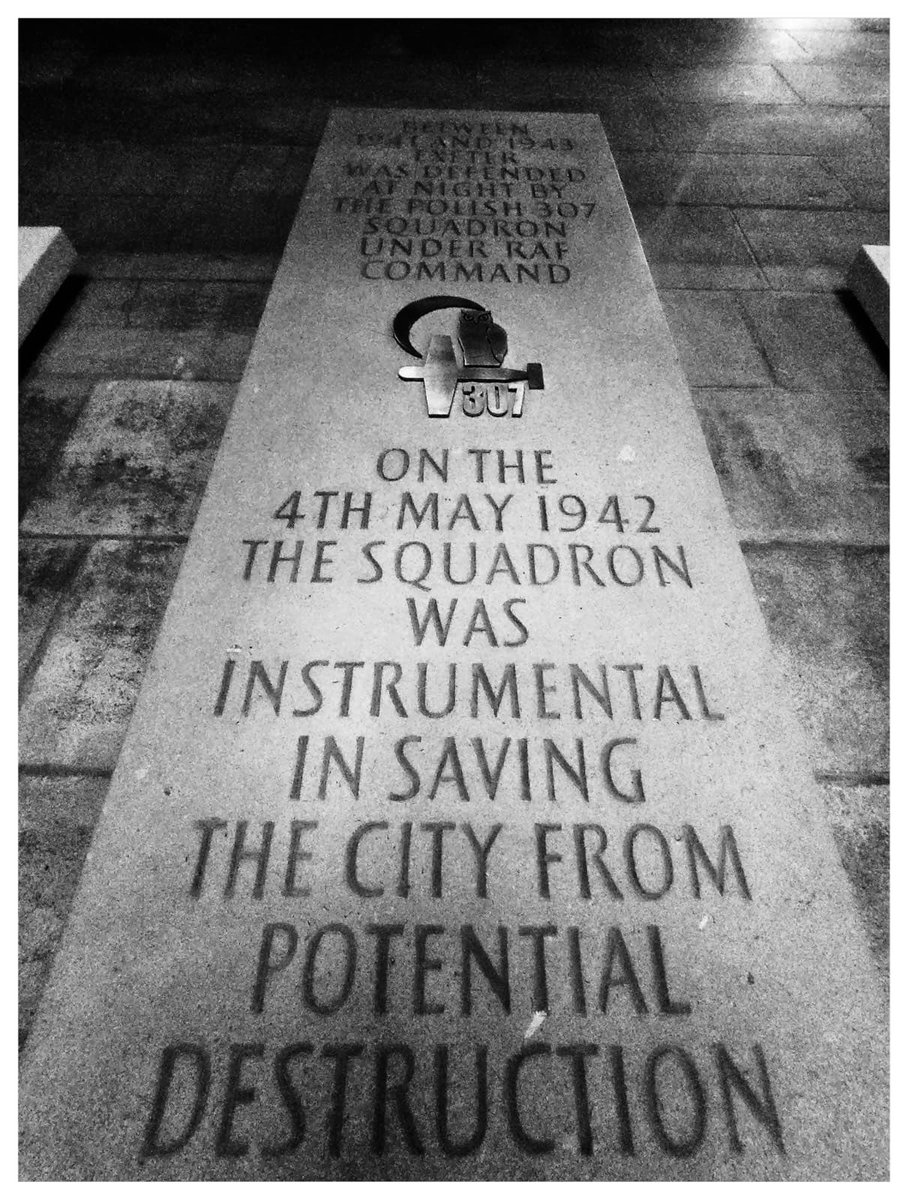 BETWEEN
1941 AND 1943
EXETER
WAS DEFENDED
AT NIGHT BY
THE POLISH 307
SQUADRON
UNDER RAF
COMMAND
307
ON THE
4TH MAY 1942
THE SQUADRON
WAS
INSTRUMENTAL
IN SAVING
THE CITY FROM
POTENTIAL
DESTRUCTION